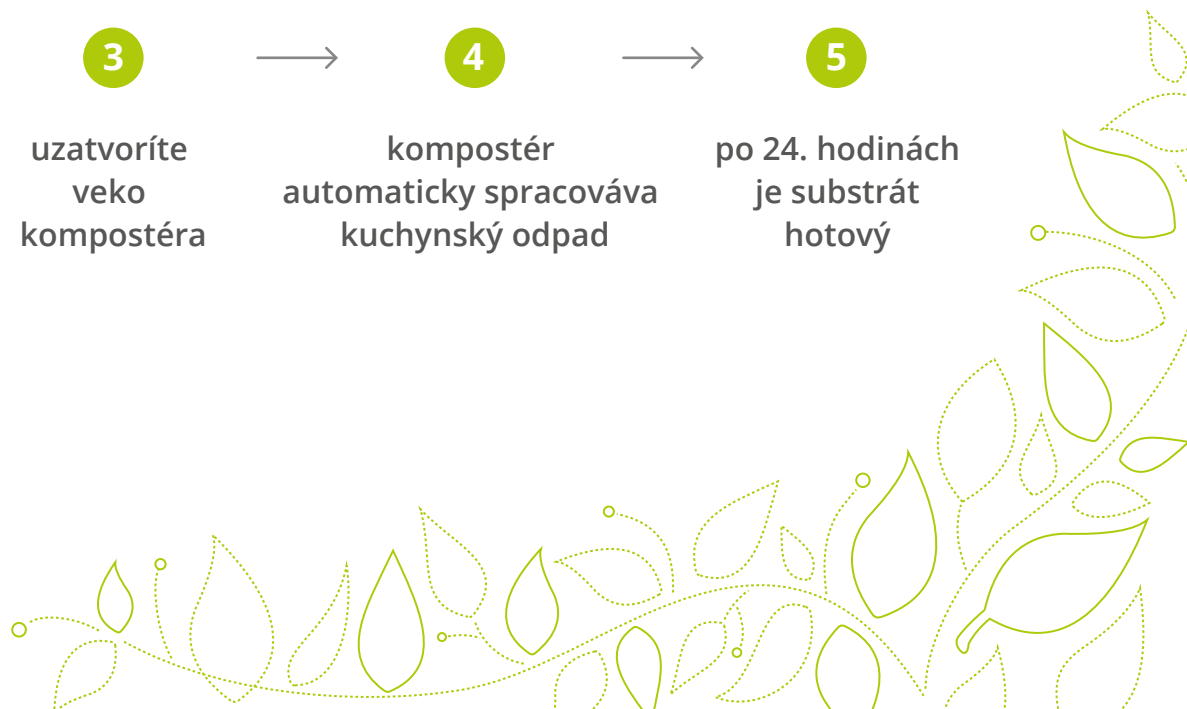 3
uzatvoríte
veko
kompostéra
4
kompostér
automaticky spracováva
kuchynský odpad
5
po 24. hodinách
je substrát
hotový